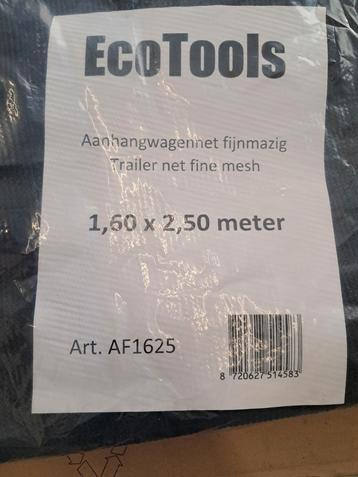 EcoTools
Aanhangwagennet fijnmazig
Trailer net fine mesh
1,60 x 2,50 meter
Art. AF1625
8 720627 514583